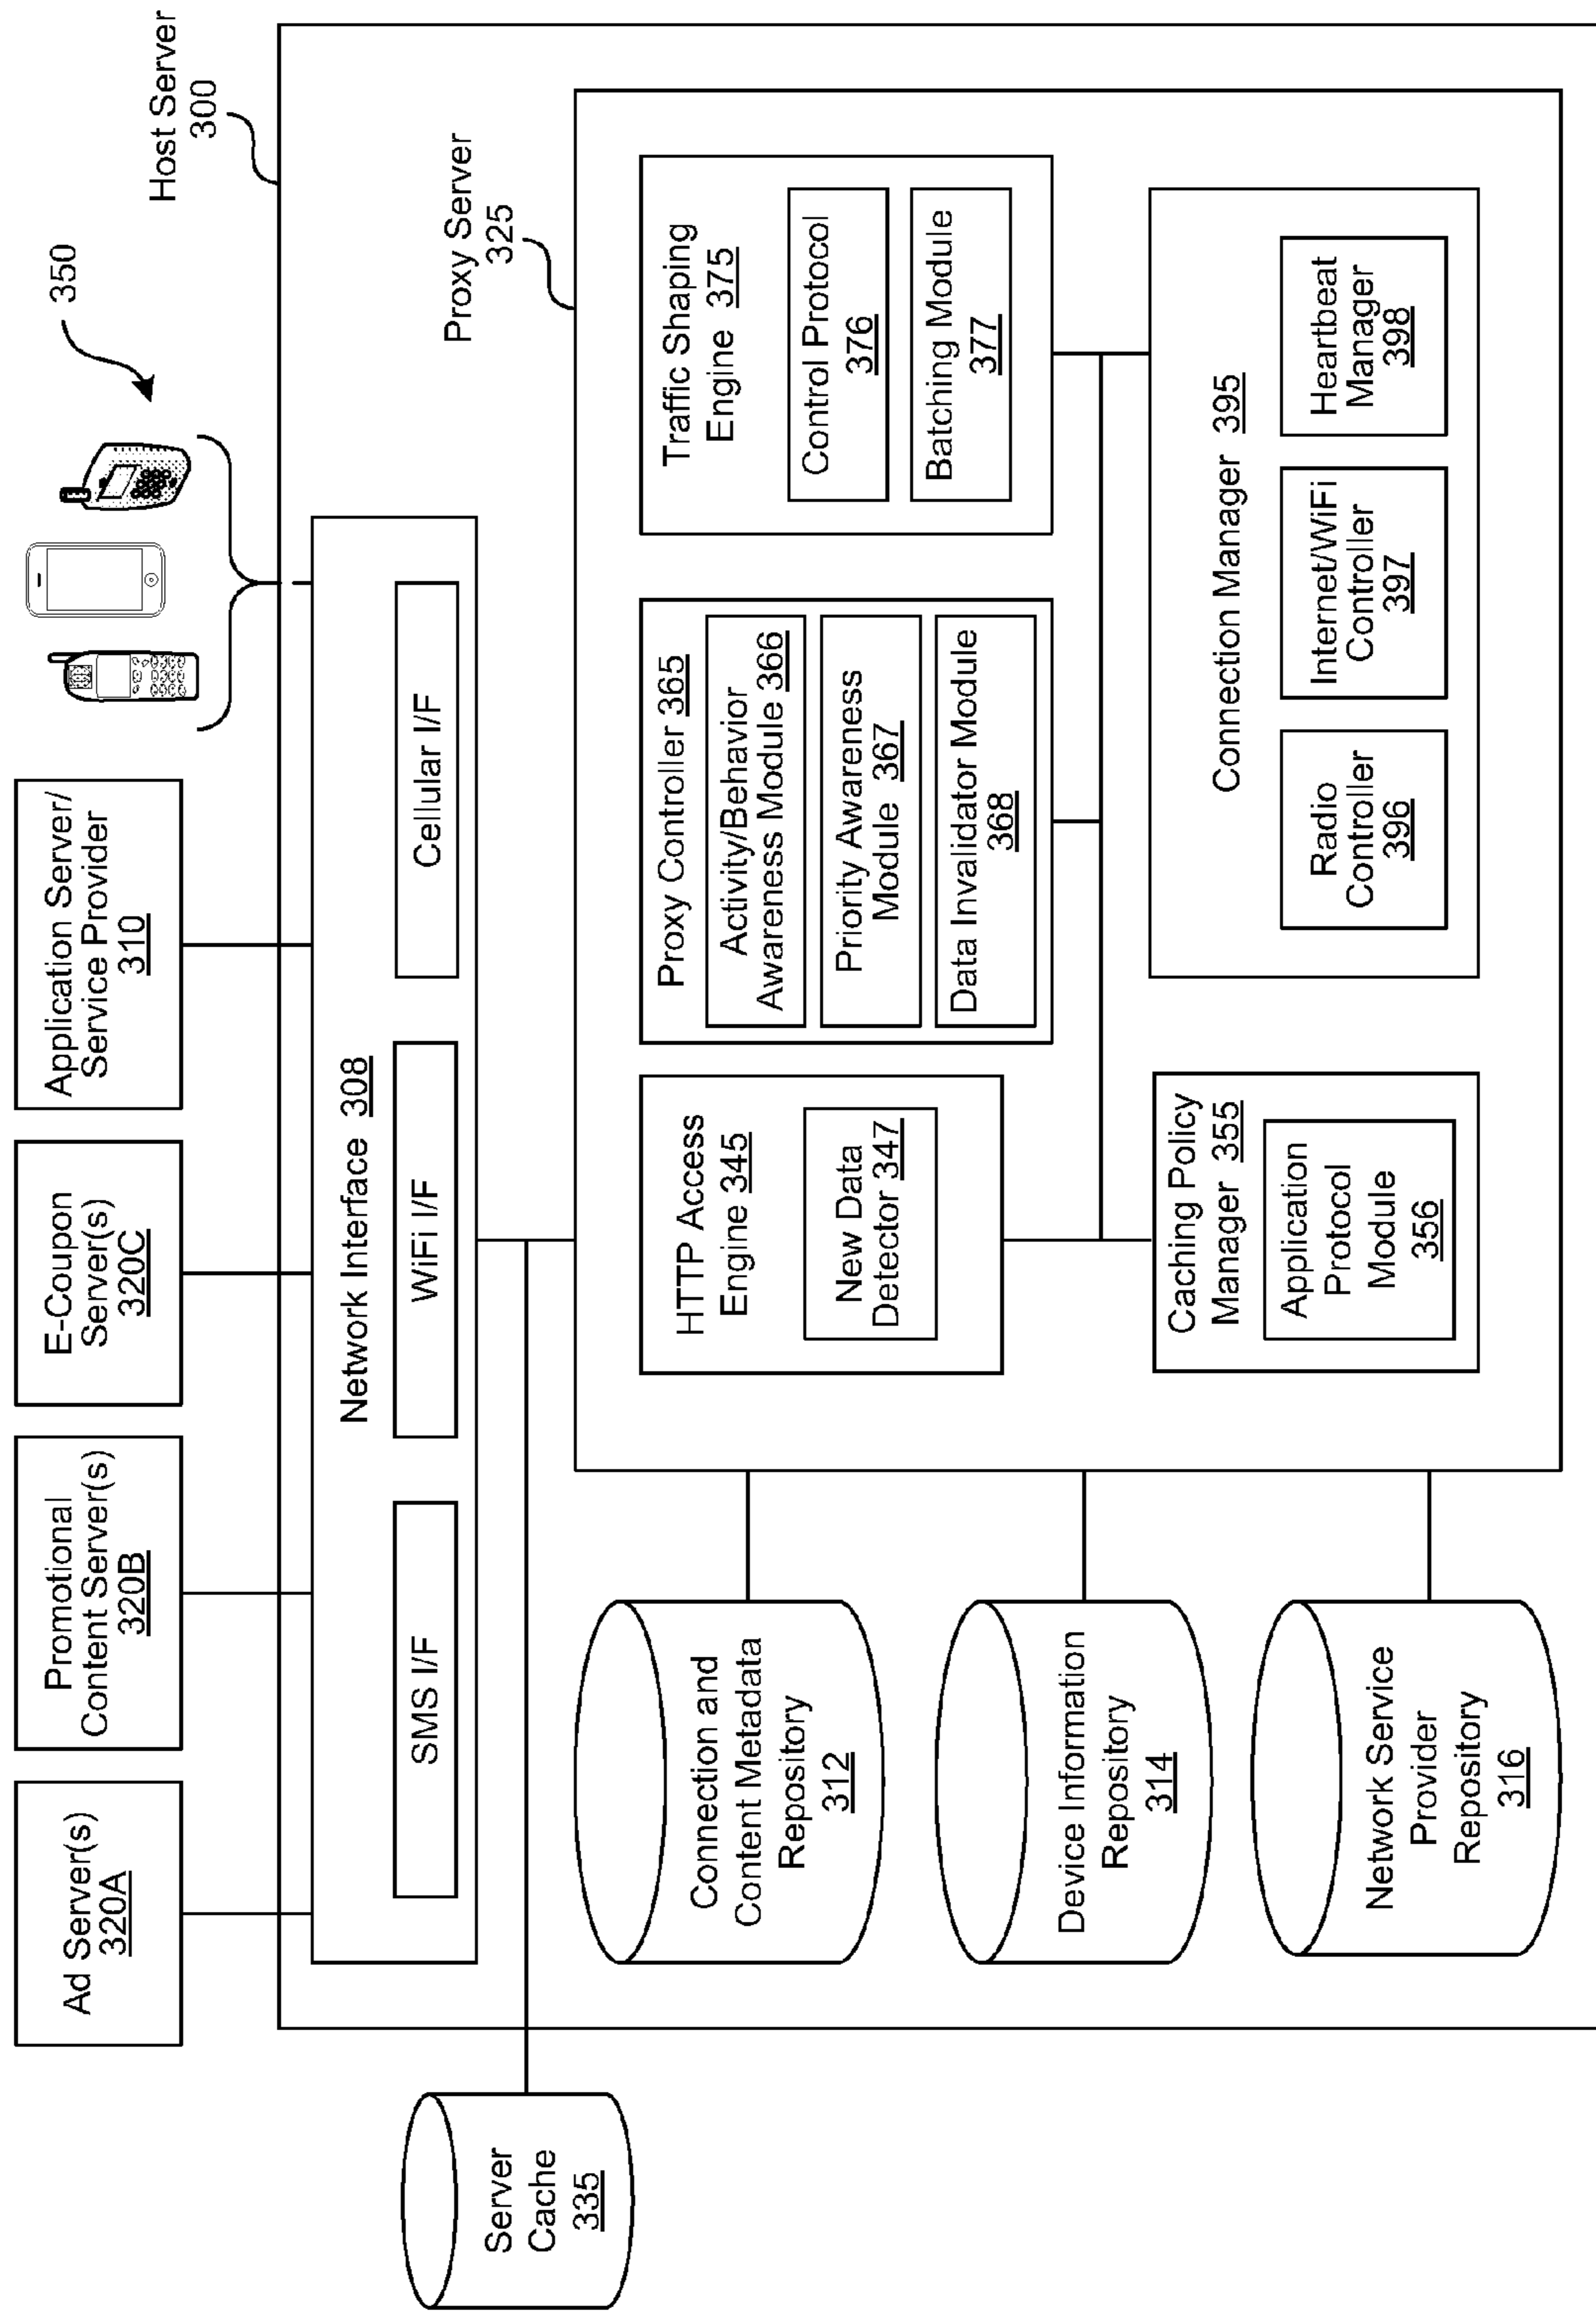 Ad Server(s)
320A
Promotional
Content Server(s)
320B
E-Coupon
Server(s)
320C
Application Server/
Service Provider
310
350
Host Server
300
Network Interface 308
SMS I/F
WiFi I/F
Cellular I/F
Server
Cache
335
Proxy Server
325
Connection and
Content Metadata
Repository
312
Device Information
Repository
314
Network Service
Provider
Repository
316
HTTP Access
Engine 345
New Data
Detector 347
Proxy Controller 365
Activity/Behavior
Awareness Module 366
Priority Awareness
Module 367
Data Invalidator Module
368
Traffic Shaping
Engine 375
Control Protocol
376
Batching Module
377
Caching Policy
Manager 355
Application
Protocol
Module
356
Connection Manager 395
Radio
Controller
396
Internet/WiFi
Controller
397
Heartbeat
Manager
398